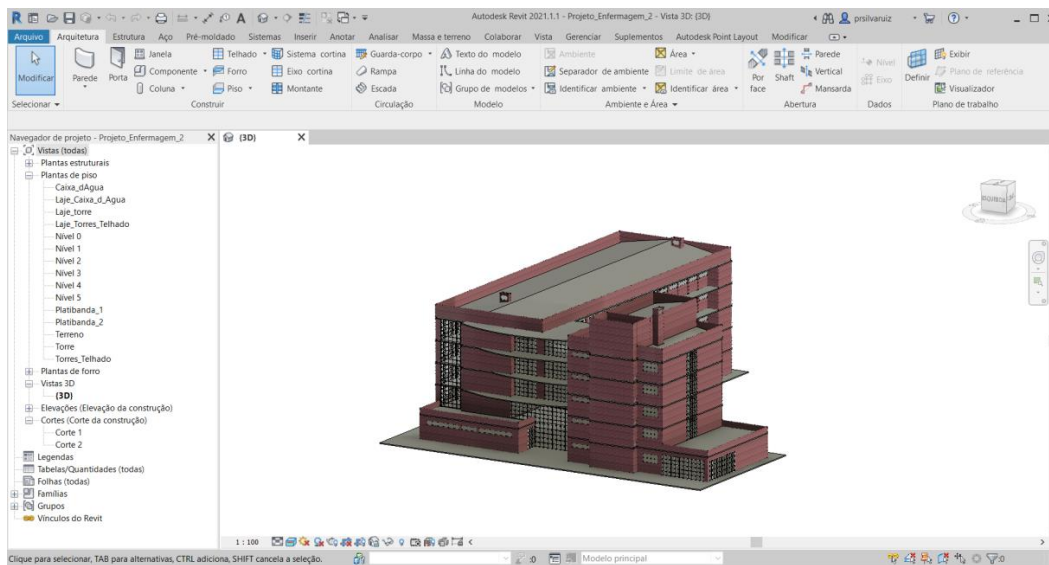 Autodesk Revit 2021.1.1 - Projeto_Enfermagem_2 - Vista 3D: {3D}
prsilvaruiz
Arquivo Arquitetura Estrutura Aço Pré-moldado Sistemas Inserir Anotar Analisar Massa e terreno Colaborar Vista Gerenciar Suplementos Autodesk Point Layout Modificar
Modificar
Selecionar
Parede
Porta
Janela
Componente
Coluna
Telhado
Forro
Piso
Sistema cortina
Eixo cortina
Montante
Construir
Guarda-corpo
Rampa
Escada
Circulação
Texto do modelo
Linha do modelo
Grupo de modelos
Modelo
Ambiente
Separador de ambiente
Identificar ambiente
Área
Limite de área
Identificar área
Ambiente e Área
Por face
Shaft
Parede
Vertical
Mansarda
Abertura
Nível
Eixo
Dados
Definir
Exibir
Plano de referência
Visualizador
Plano de trabalho
Navegador de projeto - Projeto_Enfermagem_2
{3D}
Vistas (todas)
Plantas estruturais
Plantas de piso
Caixa_dAgua
Laje_Caixa_d_Agua
Laje_torre
Laje_Torres_Telhado
Nível 0
Nível 1
Nível 2
Nível 3
Nível 4
Nível 5
Platibanda_1
Platibanda_2
Terreno
Torre
Torres_Telhado
Plantas de forro
Vistas 3D
{3D}
Elevações (Elevação da construção)
Cortes (Corte da construção)
Corte 1
Corte 2
Legendas
Tabelas/Quantidades (todas)
Folhas (todas)
Famílias
Grupos
Vínculos do Revit
1 : 100
Clique para selecionar, TAB para alternativas, CTRL adiciona, SHIFT cancela a seleção.
:0
Modelo principal
:0